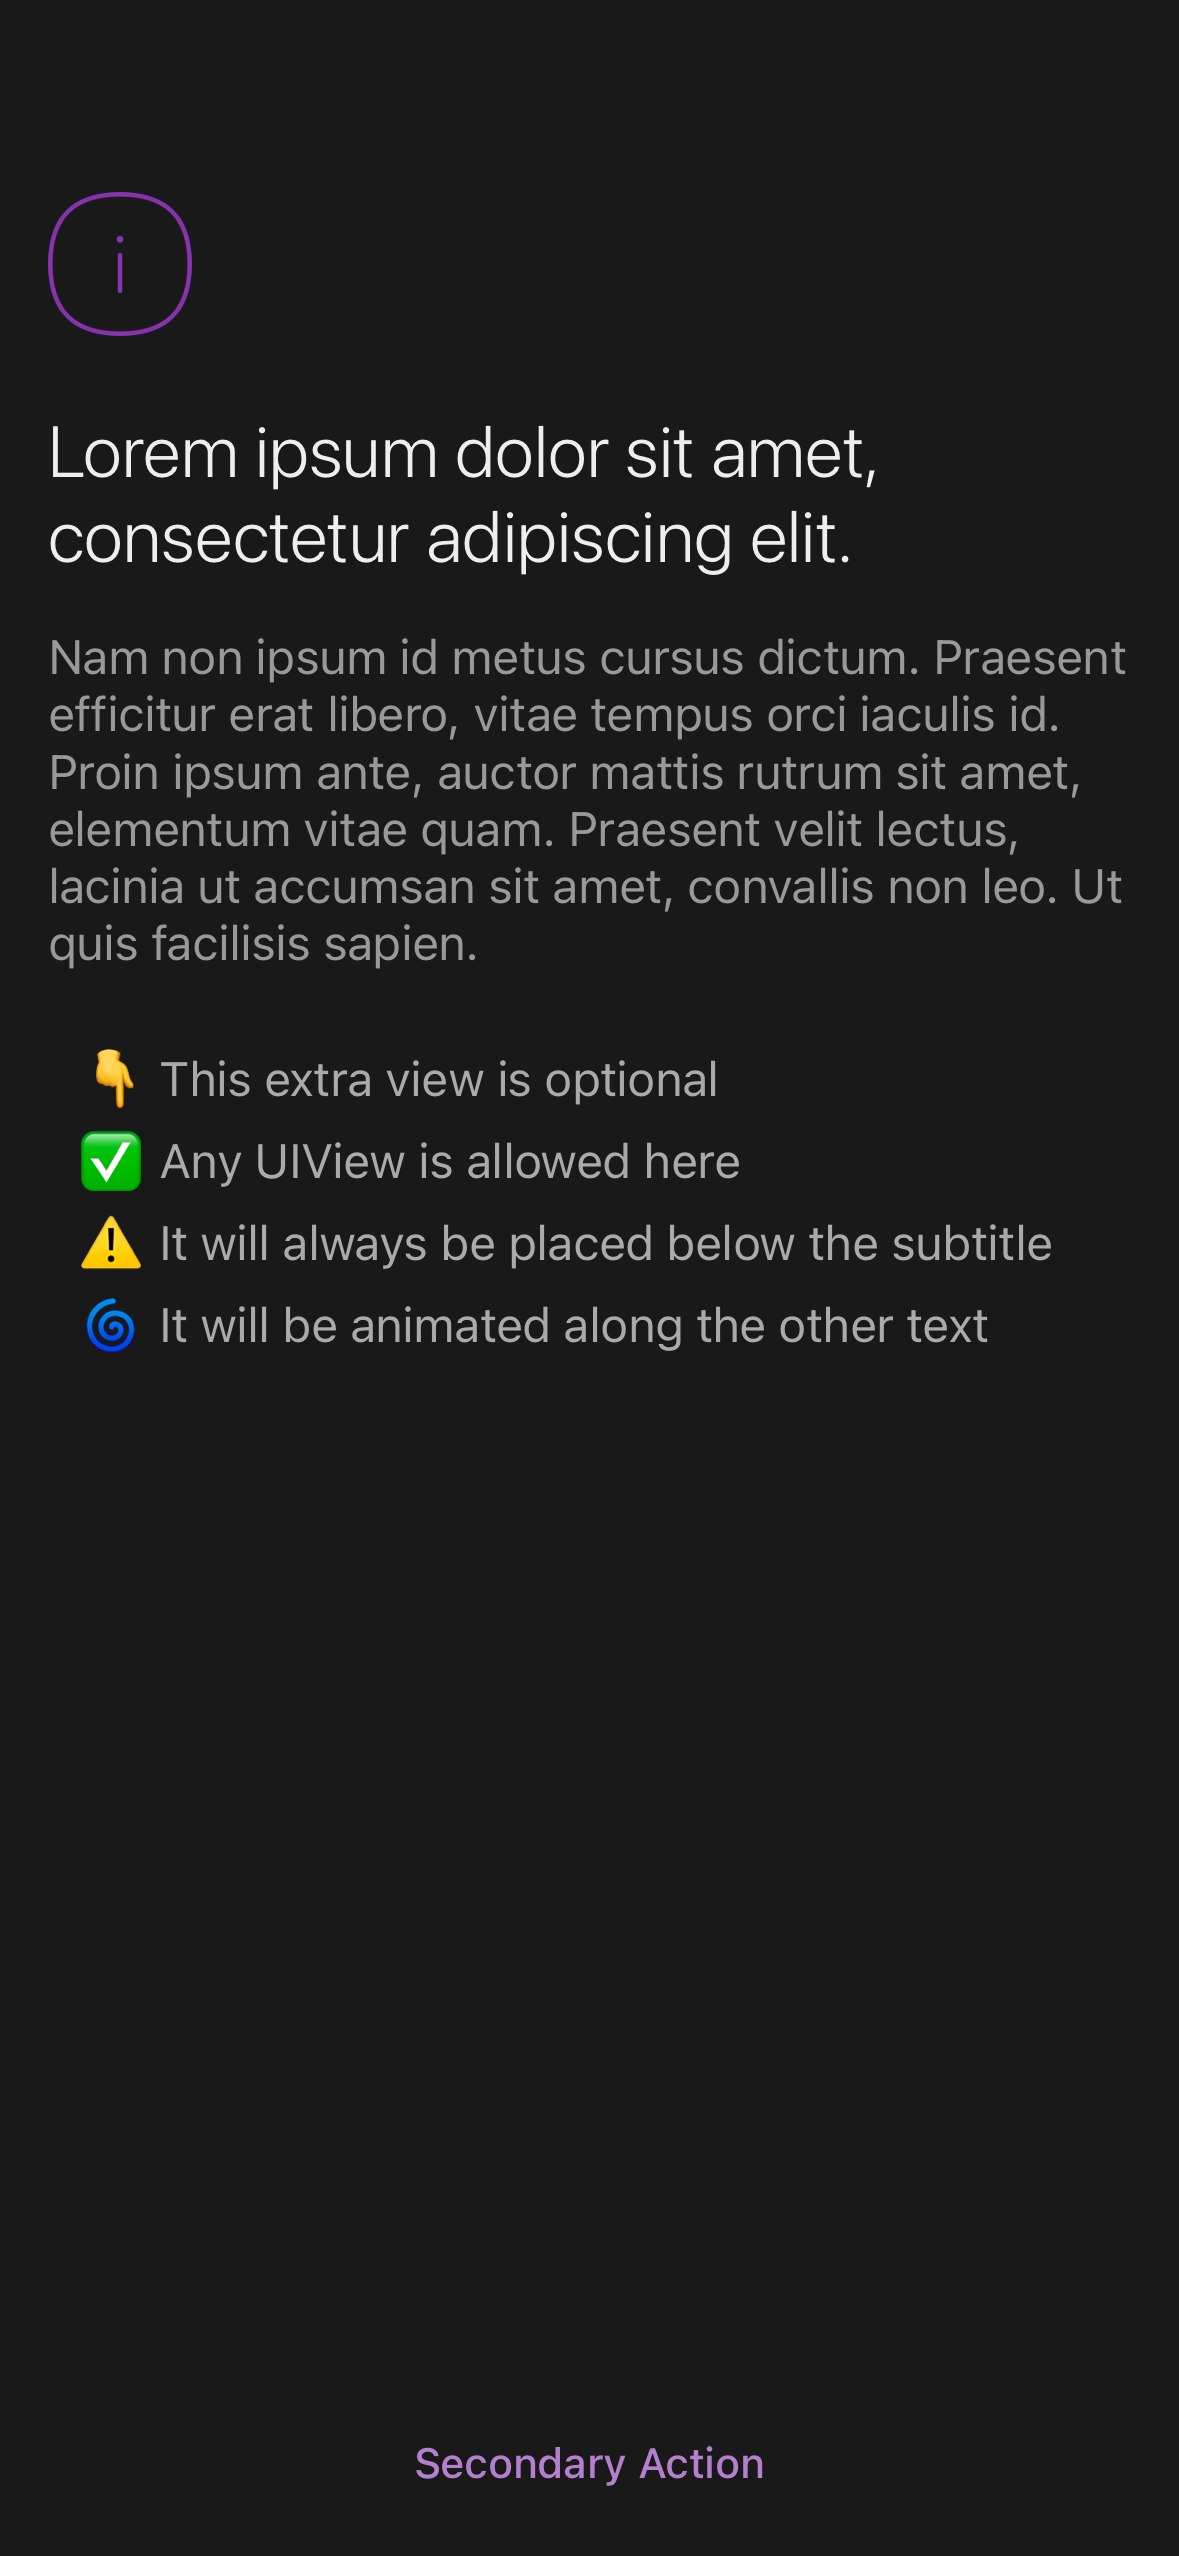 Lorem ipsum dolor sit amet,
consectetur adipiscing elit.
Nam non ipsum id metus cursus dictum. Praesent
efficitur erat libero, vitae tempus orci iaculis id.
Proin ipsum ante, auctor mattis rutrum sit amet,
elementum vitae quam. Praesent velit lectus,
lacinia ut accumsan sit amet, convallis non leo. Ut
quis facilisis sapien.
👇 This extra view is optional
✅ Any UIView is allowed here
⚠️ It will always be placed below the subtitle
🌀 It will be animated along the other text
Secondary Action